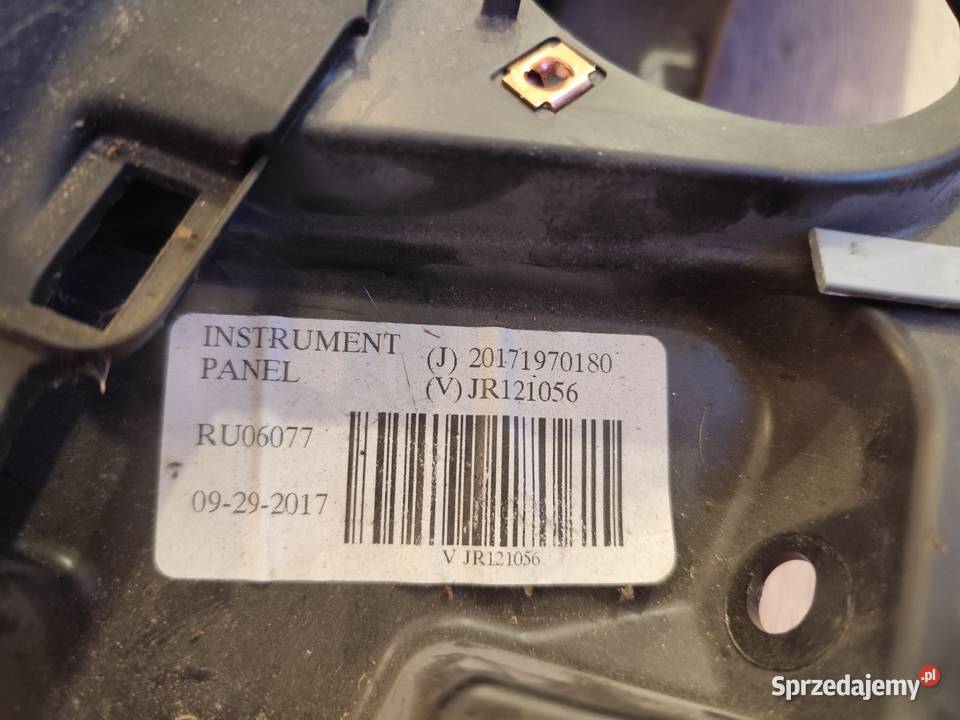 INSTRUMENT
PANEL
(J) 20171970180
(V) JR121056
RU06077
09-29-2017
V JR121056
Sprzedajemy.pl